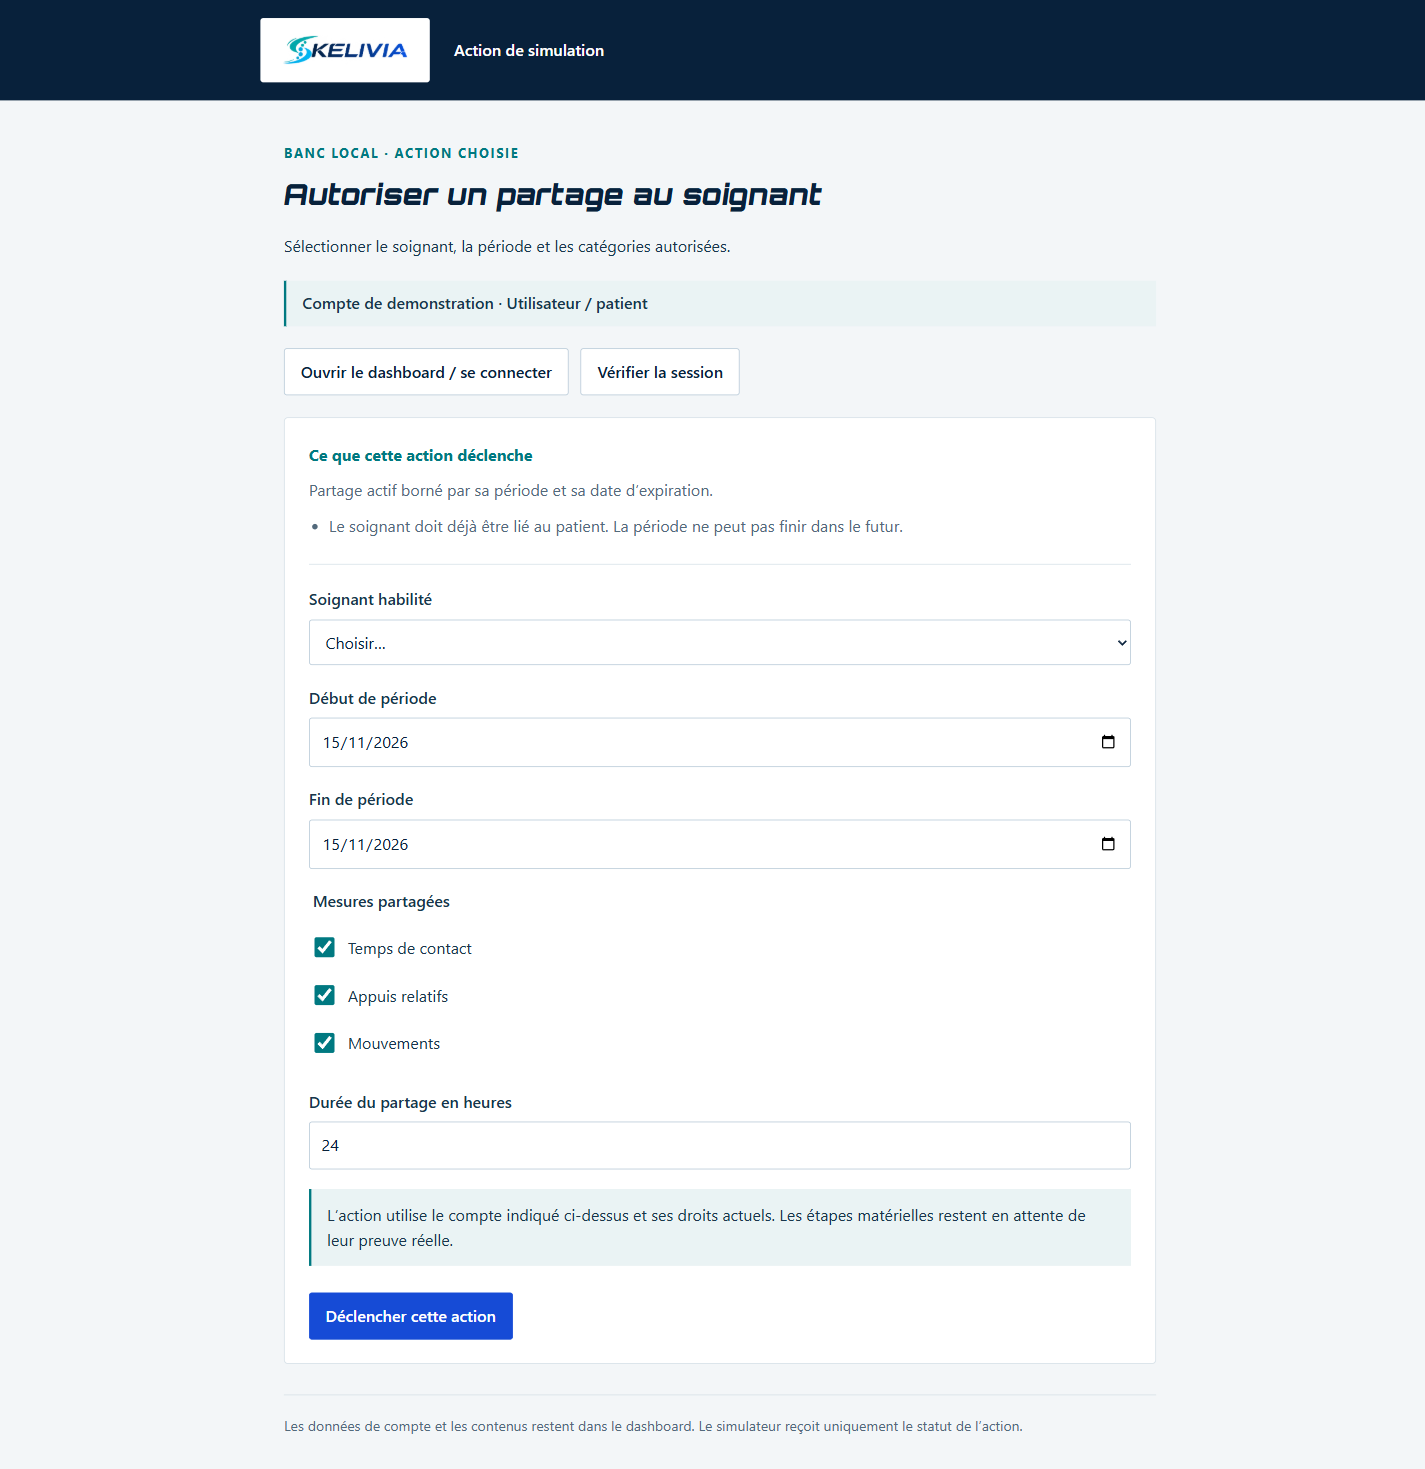 SKELIVIA
Action de simulation
BANC LOCAL · ACTION CHOISIE
Autoriser un partage au soignant
Sélectionner le soignant, la période et les catégories autorisées.
Compte de demonstration · Utilisateur / patient
Ouvrir le dashboard / se connecter
Vérifier la session
Ce que cette action déclenche
Partage actif borné par sa période et sa date d’expiration.
• Le soignant doit déjà être lié au patient. La période ne peut pas finir dans le futur.
Soignant habilité
Choisir...
Début de période
15/11/2026
Fin de période
15/11/2026
Mesures partagées
Temps de contact
Appuis relatifs
Mouvements
Durée du partage en heures
24
L’action utilise le compte indiqué ci-dessus et ses droits actuels. Les étapes matérielles restent en attente de
leur preuve réelle.
Déclencher cette action
Les données de compte et les contenus restent dans le dashboard. Le simulateur reçoit uniquement le statut de l’action.